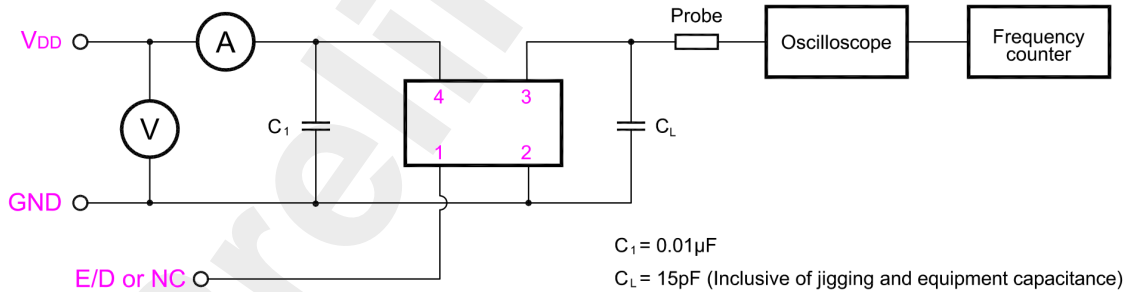 Probe
VDD
A
Oscilloscope
Frequency
counter
4
3
C1
V
CL
1
2
GND
C1 = 0.01µF
E/D or NC
CL = 15pF (Inclusive of jigging and equipment capacitance)